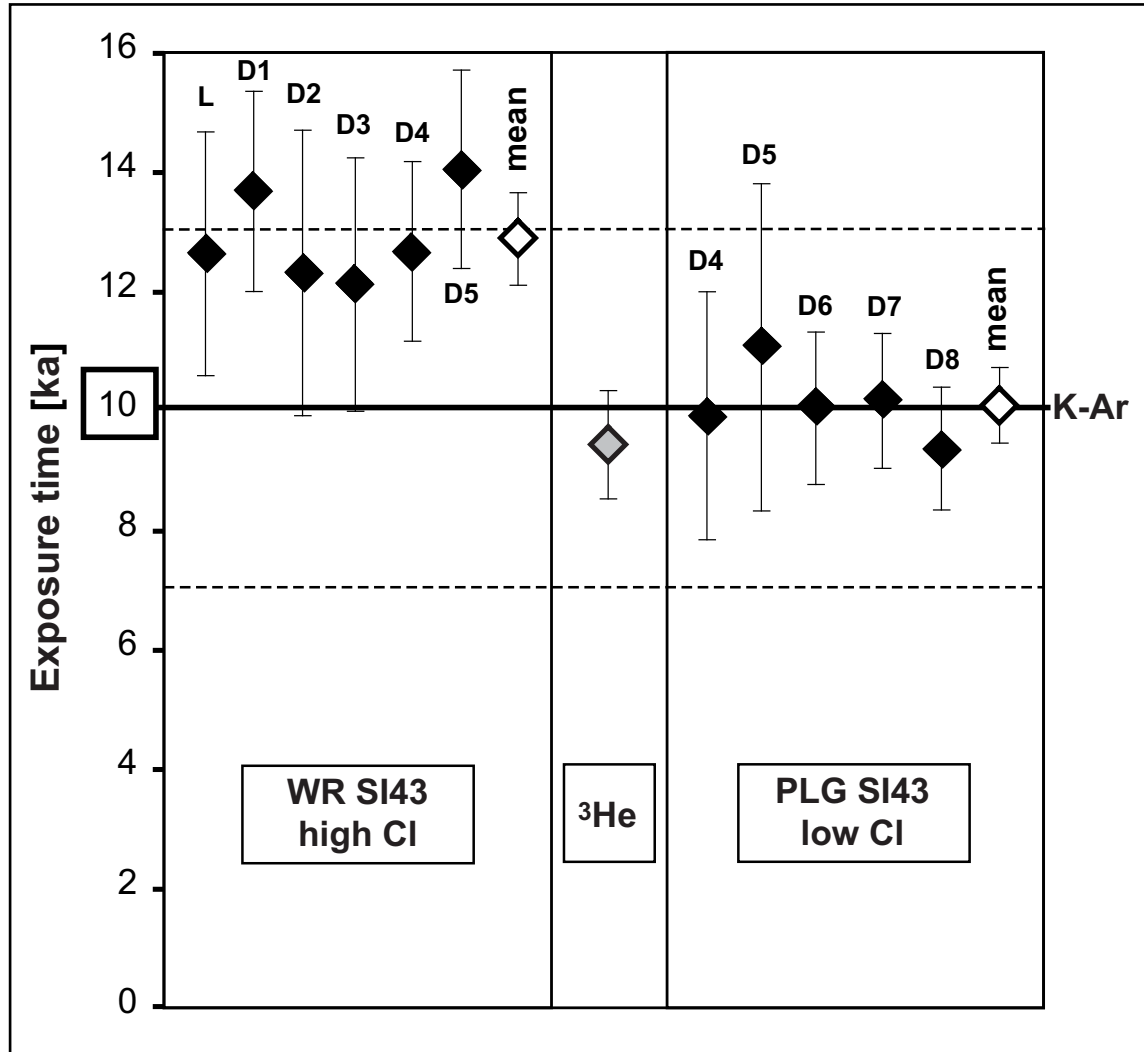 Exposure time [ka]
16
14
12
10
8
6
4
2
0
L
D1
D2
D3
D4
D5
mean
D4
D5
D6
D7
D8
mean
K-Ar
WR SI43
high Cl
³He
PLG SI43
low Cl